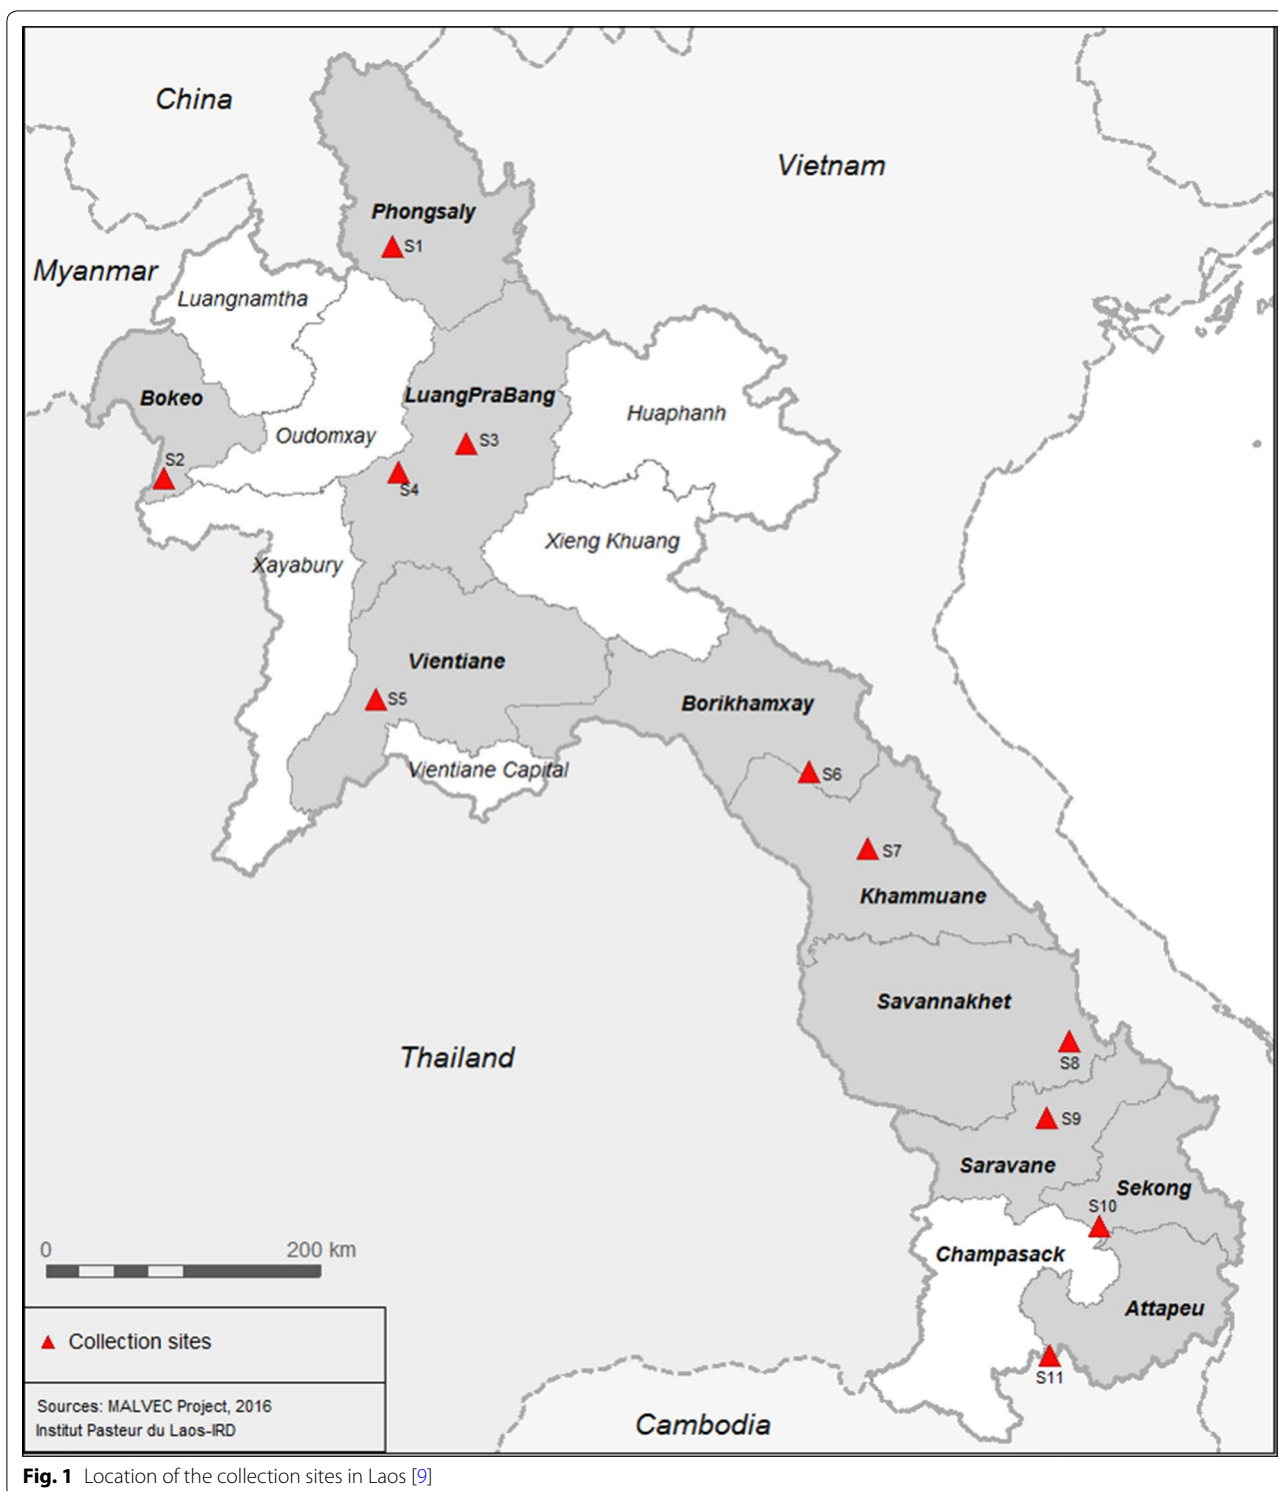 China
Vietnam
Phongsaly
S1
Myanmar
Luangnamtha
Bokeo
LuangPraBang
Huaphanh
Oudomxay
S3
S2
S4
Xieng Khuang
Xayabury
Vientiane
S5
Borikhamxay
Vientiane Capital
S6
S7
Khammuane
Savannakhet
Thailand
S8
S9
Saravane
Sekong
S10
Champasack
Attapeu
S11
Cambodia
0 200 km
Collection sites
Sources: MALVEC Project, 2016
Institut Pasteur du Laos-IRD
Fig. 1 Location of the collection sites in Laos [9]